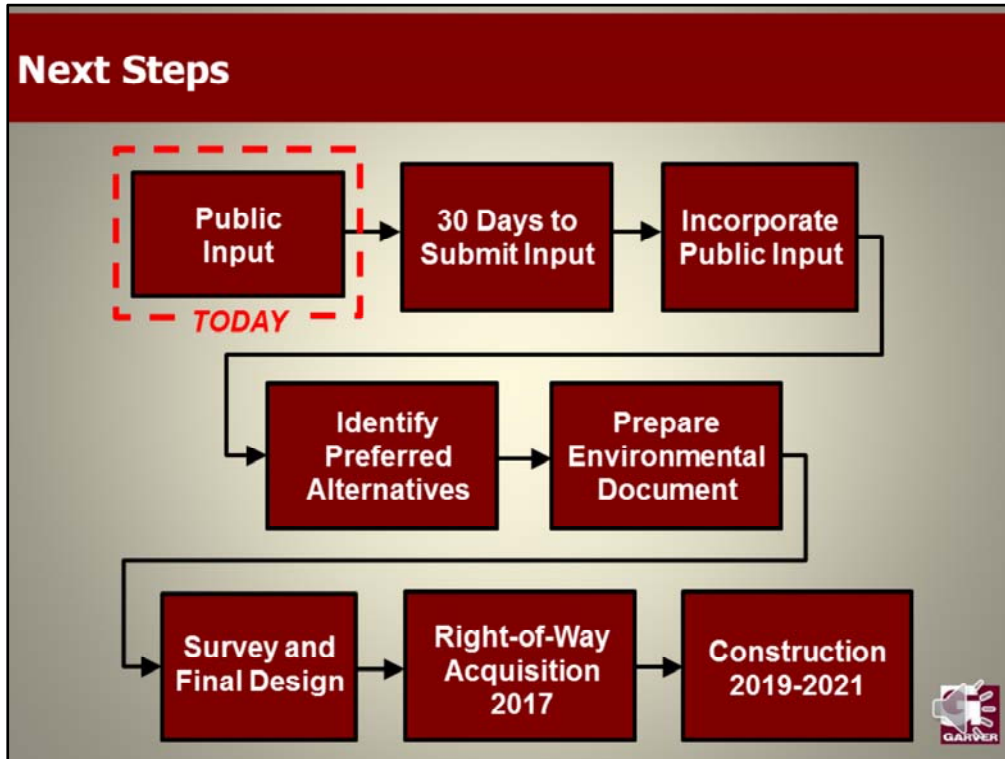 Next Steps
Public
Input
TODAY
30 Days to
Submit Input
Incorporate
Public Input
Identify
Preferred
Alternatives
Prepare
Environmental
Document
Survey and
Final Design
Right-of-Way
Acquisition
2017
Construction
2019-2021
GARVER